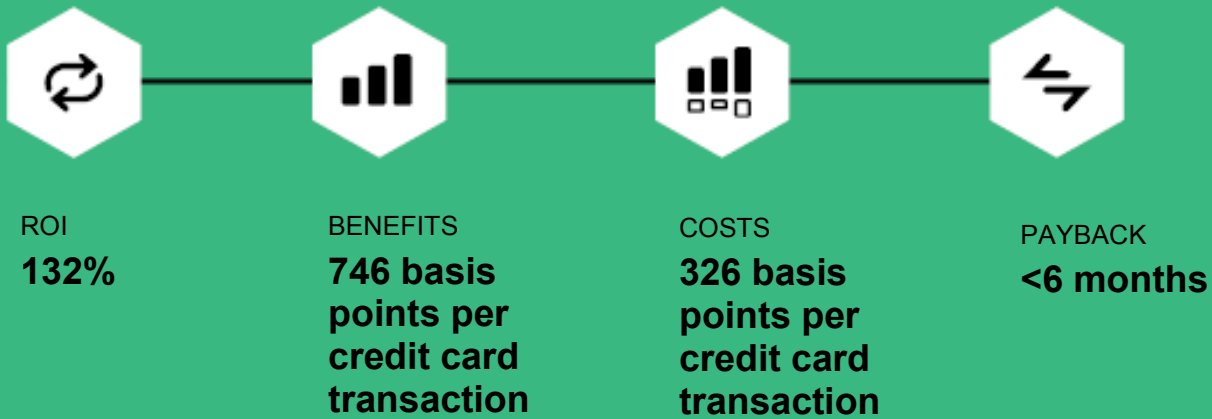 ROI
132%
BENEFITS
746 basis
points per
credit card
transaction
COSTS
326 basis
points per
credit card
transaction
PAYBACK
<6 months